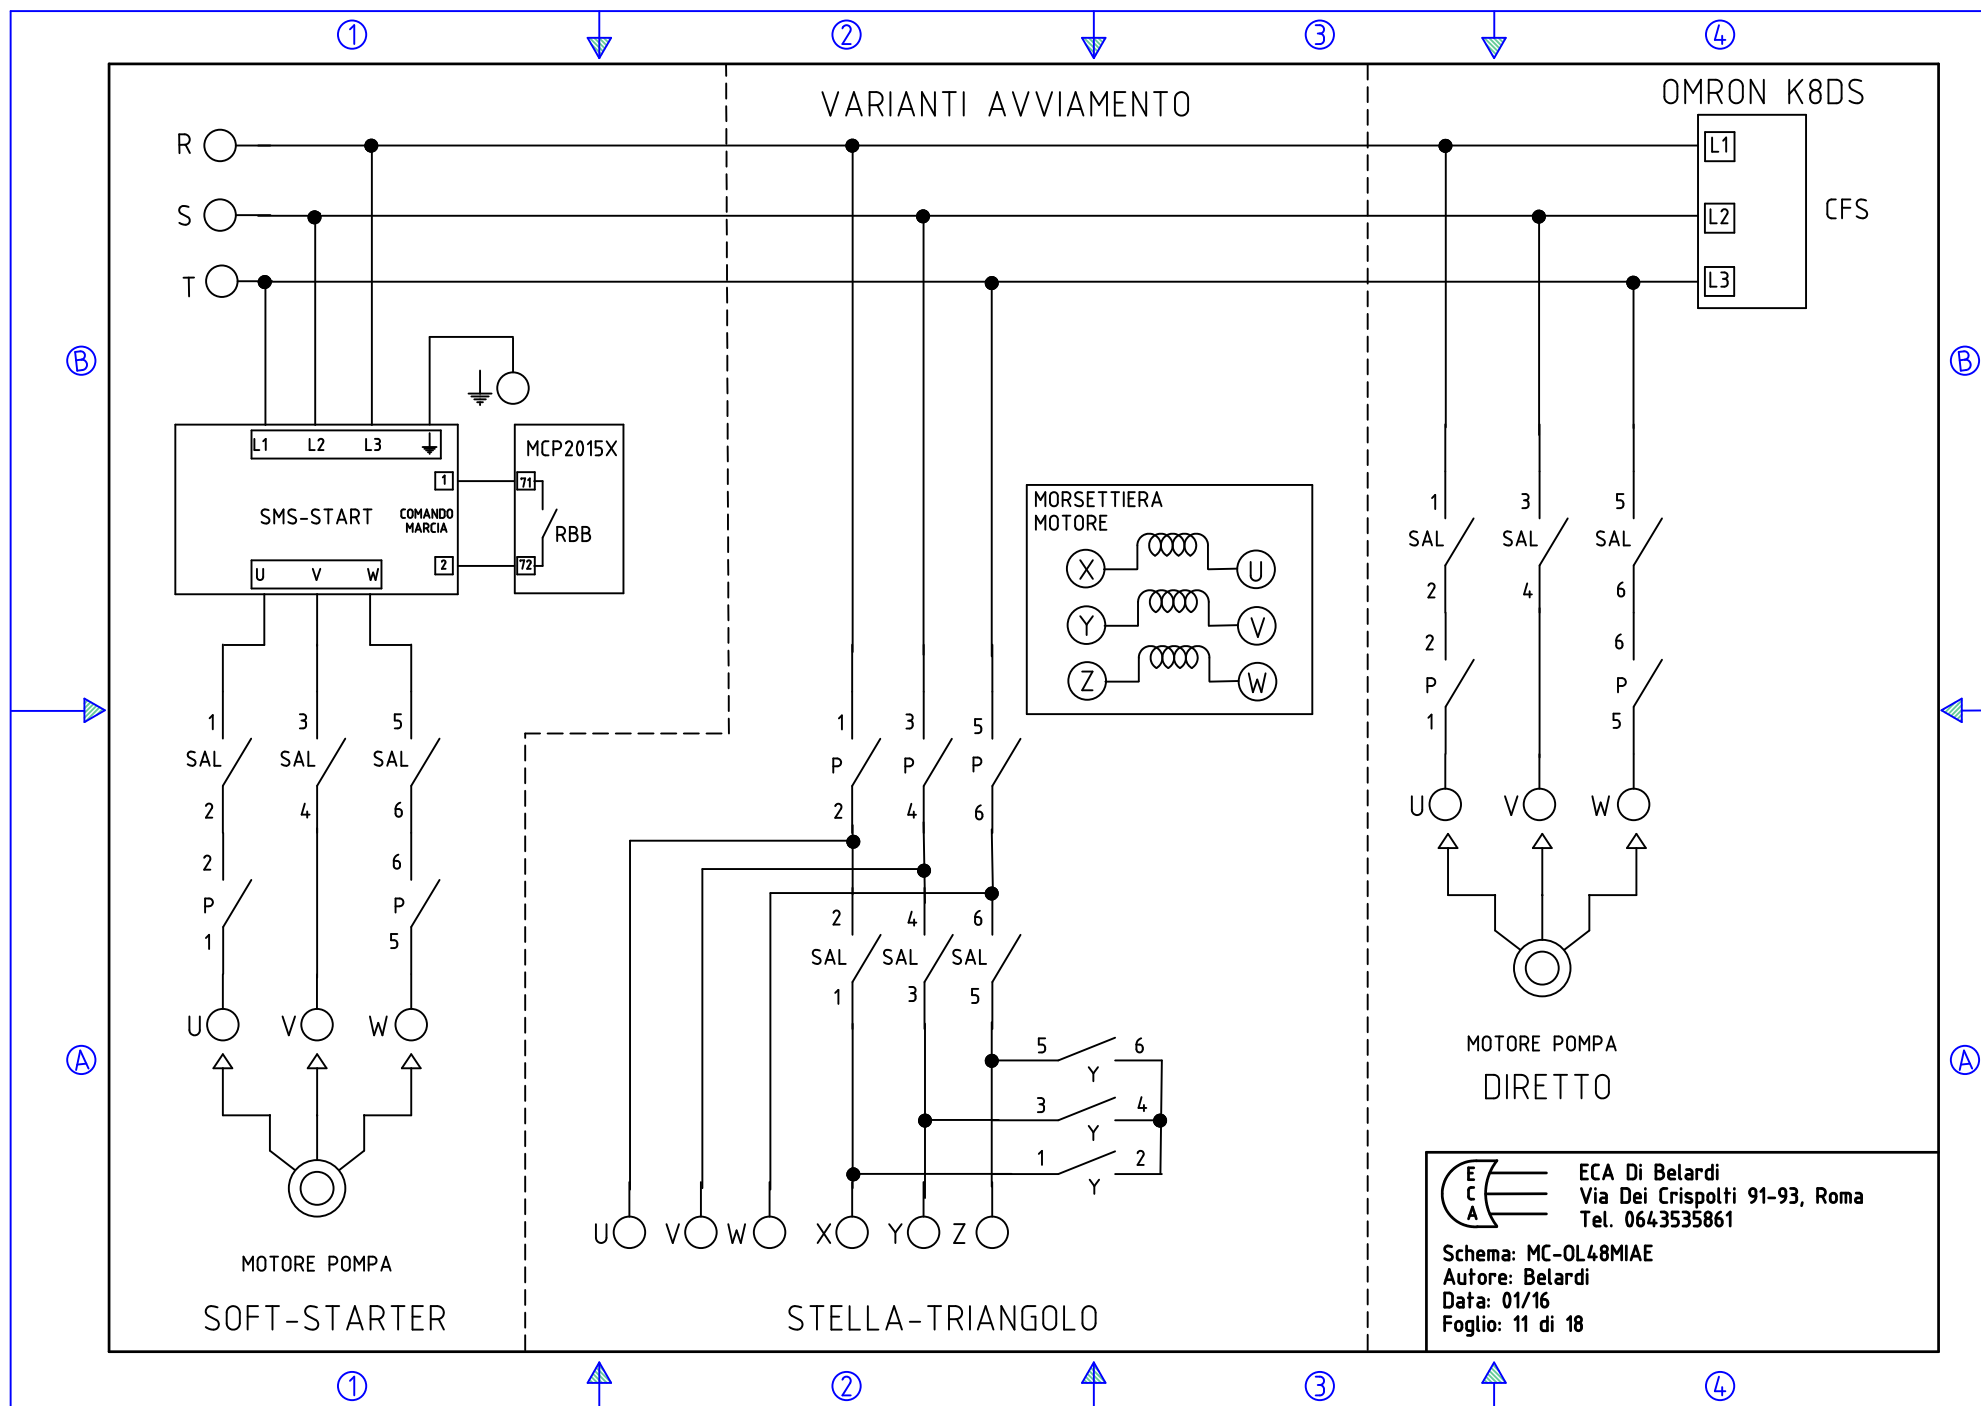 1 2 3 4
VARIANTI AVVIAMENTO
OMRON K8DS
R
L1
S
L2
CFS
T
L3
B
B
L1 L2 L3
MCP2015X
1
71
SMS-START
COMANDO
MARCIA
RBB
2
72
U V W
MORSETTIERA
MOTORE
X U
Y V
Z W
1 3 5
SAL SAL SAL
2 4 6
2 6
P P
1 5
U V W
MOTORE POMPA
DIRETTO
1 3 5
SAL SAL SAL
2 4 6
2 6
P P
1 5
U V W
MOTORE POMPA
SOFT-STARTER
1 3 5
P P P
2 4 6
2 4 6
SAL SAL SAL
1 3 5
5 6
Y
3 4
Y
1 2
Y
U V W X Y Z
STELLA-TRIANGOLO
A
A
E
C
A
ECA Di Belardi
Via Dei Crispolti 91-93, Roma
Tel. 0643535861
Schema: MC-OL48MIAE
Autore: Belardi
Data: 01/16
Foglio: 11 di 18
1 2 3 4